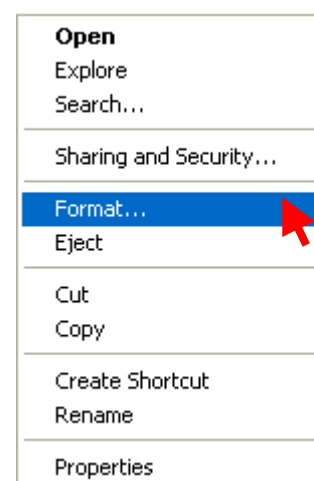 Open
Explore
Search...
Sharing and Security...
Format...
Eject
Cut
Copy
Create Shortcut
Rename
Properties